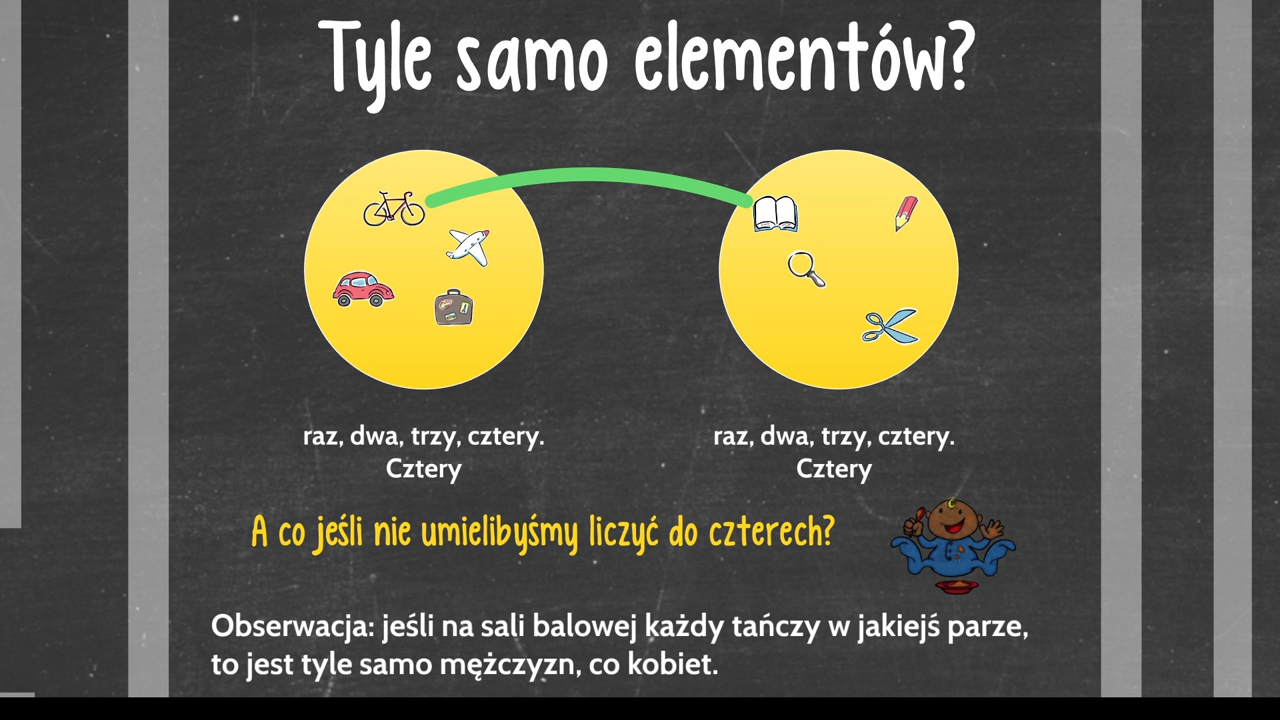 Tyle samo elementów?
raz, dwa, trzy, cztery.
Cztery
raz, dwa, trzy, cztery.
Cztery
A co jeśli nie umielibyśmy liczyć do czterech?
Obserwacja: jeśli na sali balowej każdy tańczy w jakiejś parze,
to jest tyle samo mężczyzn, co kobiet.